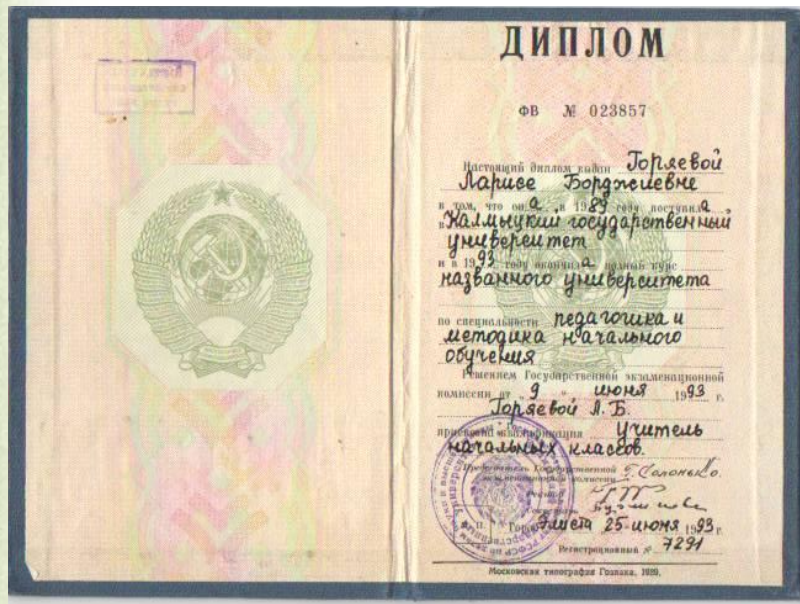 ДИПЛОМ
ФВ № 023857
Настоящий диплом выдан Горяевой
Ларисе Борджиевне
в том, что она в 1989 году поступила
в Калмыцкий государственный
университет
и в 1993 году окончила полный курс
названного университета
по специальности педагогика и
методика начального
обучения
Решением Государственной экзаменационной
комиссии от „ 9 “ июня 1993 г.
Горяевой Л. Б.
присвоена квалификация учитель
начальных классов.
Председатель Государственной
экзаменационной комиссии
Ректор
Секретарь
М. П. Город Элиста 25 июня 1993 г.
Регистрационный № 7291
Московская типография Гознака,